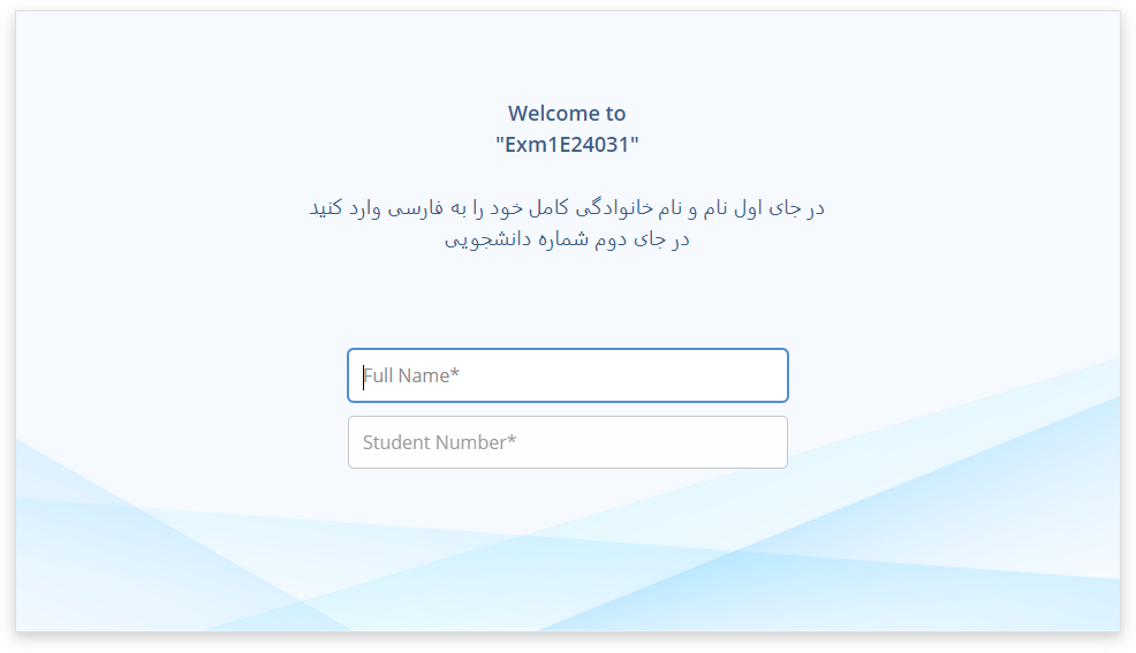 Welcome to
"Exm1E24031"
در جای اول نام و نام خانوادگی کامل خود را به فارسی وارد کنید
در جای دوم شماره دانشجویی
Full Name*
Student Number*